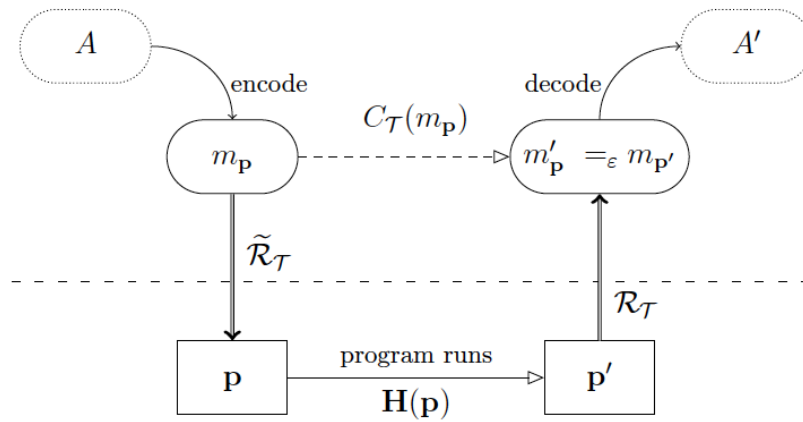 A
A′
encode
decode
C_𝒯(m_𝐩)
m_𝐩
m′_𝐩 =_ε m_𝐩′
ℛ̃_𝒯
ℛ_𝒯
program runs
𝐩
𝐩′
𝐇(𝐩)